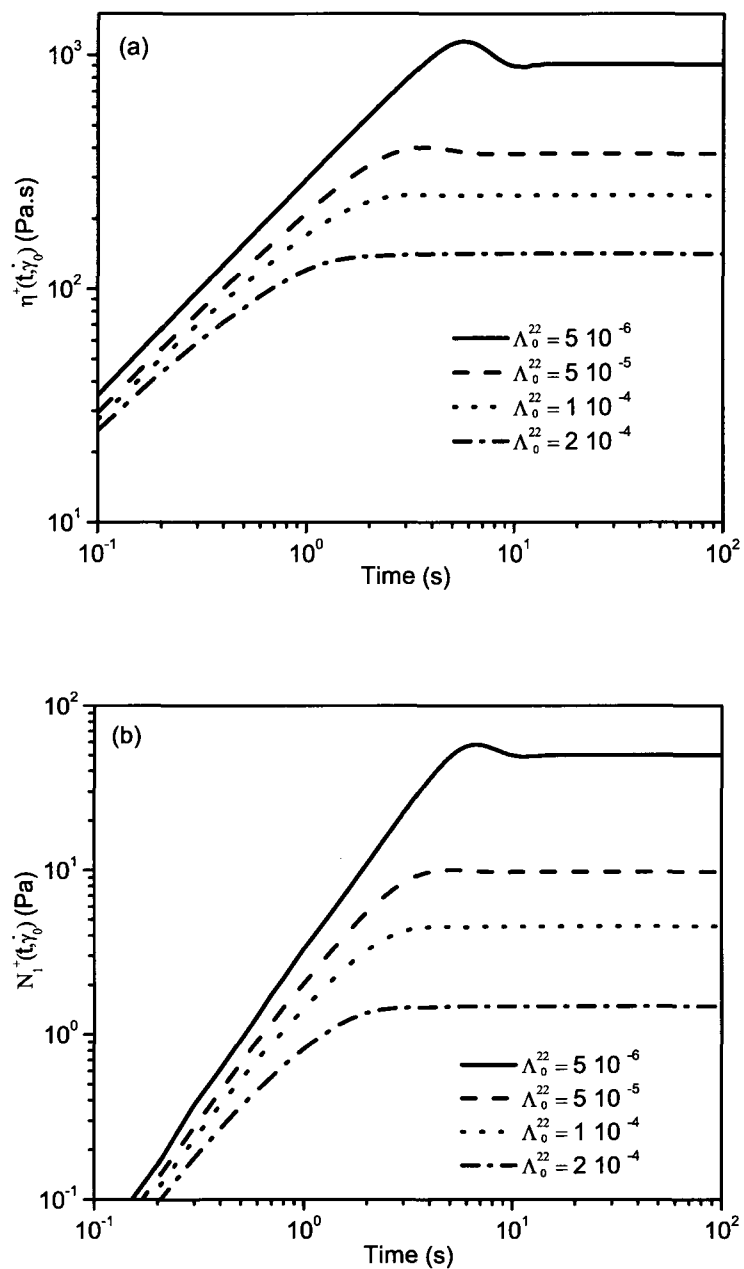 (a)
10³
10²
10¹
η⁺(t,γ̇₀) (Pa.s)
Λ₀²² = 5 10⁻⁶
Λ₀²² = 5 10⁻⁵
Λ₀²² = 1 10⁻⁴
Λ₀²² = 2 10⁻⁴
10⁻¹ 10⁰ 10¹ 10²
Time (s)
(b)
10²
10¹
10⁰
10⁻¹
N₁⁺(t,γ̇₀) (Pa)
Λ₀²² = 5 10⁻⁶
Λ₀²² = 5 10⁻⁵
Λ₀²² = 1 10⁻⁴
Λ₀²² = 2 10⁻⁴
10⁻¹ 10⁰ 10¹ 10²
Time (s)